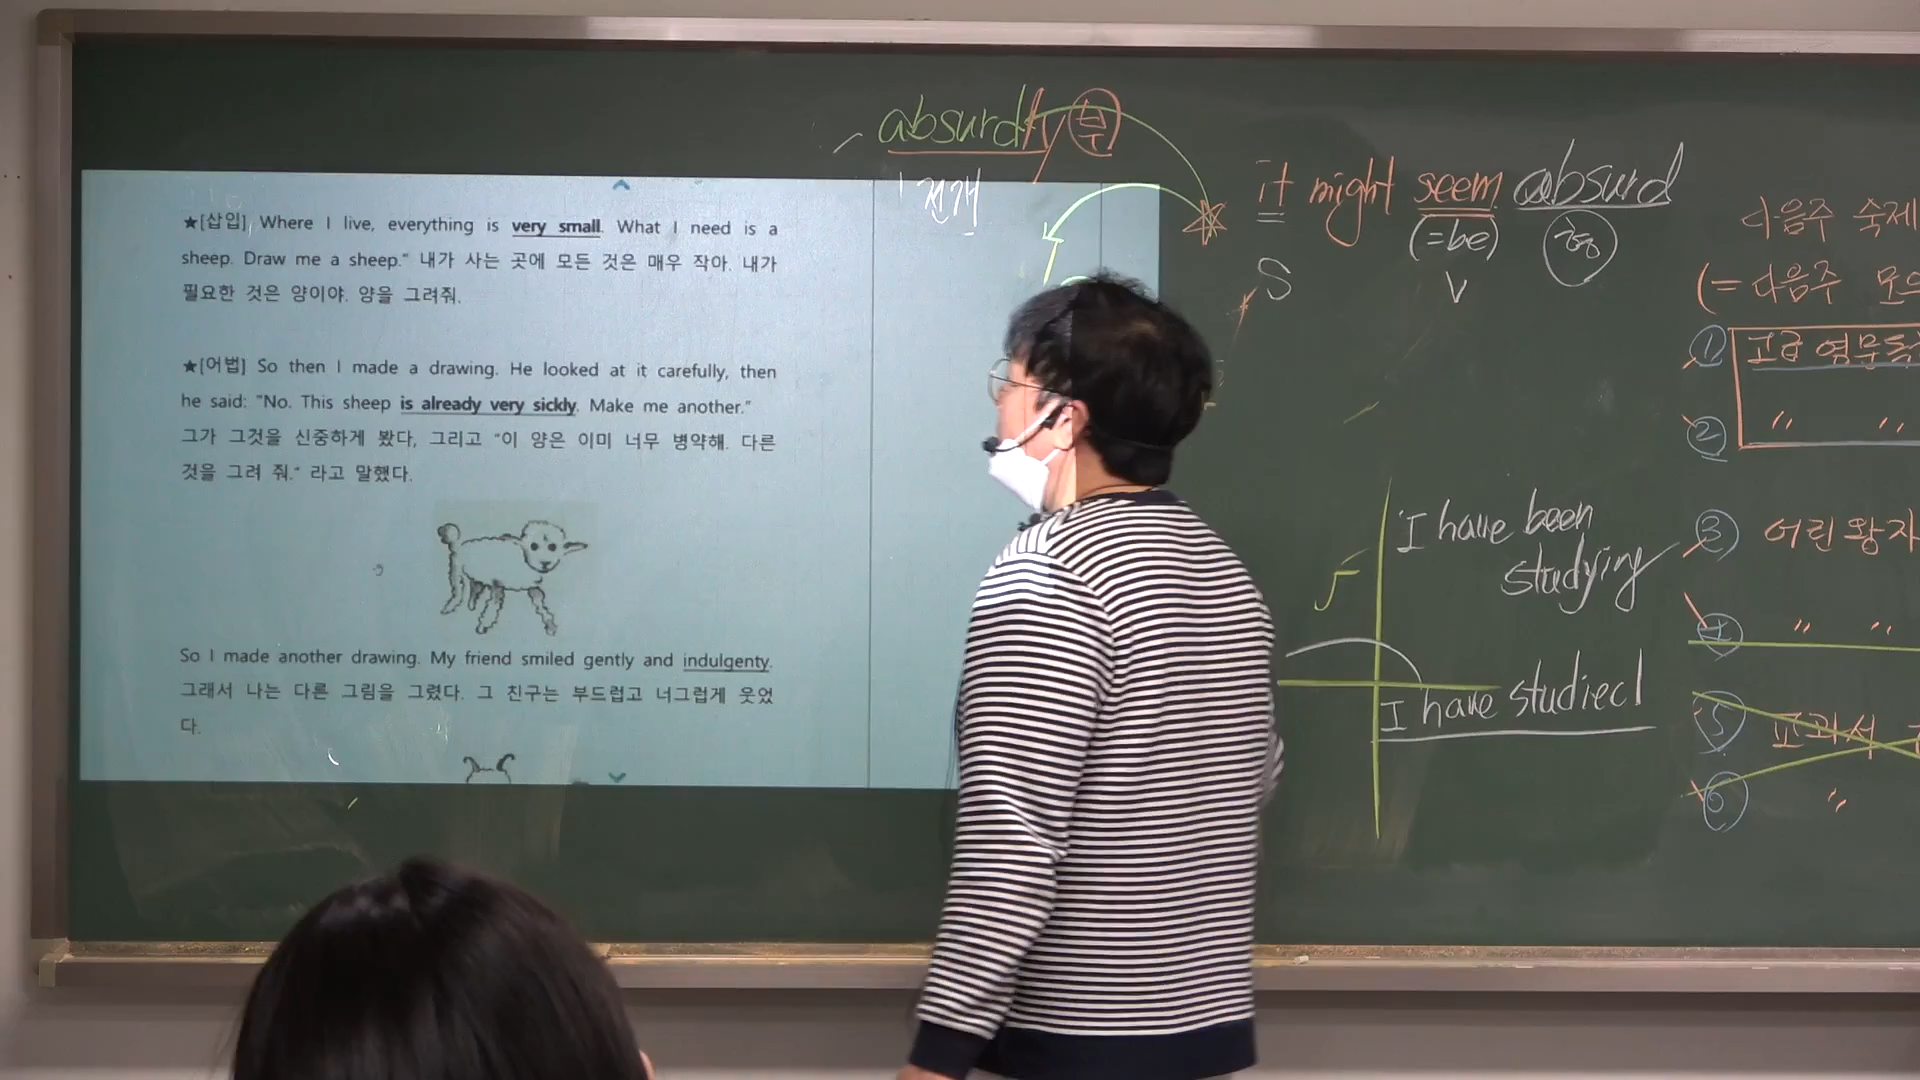 absurdly 부
전개
it might seem absurd
(=be) 형
S V
★[삽입] Where I live, everything is very small. What I need is a
sheep. Draw me a sheep." 내가 사는 곳에 모든 것은 매우 작아. 내가
필요한 것은 양이야. 양을 그려줘.
★[어법] So then I made a drawing. He looked at it carefully, then
he said: "No. This sheep is already very sickly. Make me another."
그가 그것을 신중하게 봤다, 그리고 "이 양은 이미 너무 병약해. 다른
것을 그려 줘." 라고 말했다.
So I made another drawing. My friend smiled gently and indulgenty.
그래서 나는 다른 그림을 그렸다. 그 친구는 부드럽고 너그럽게 웃었
다.
I have been
studying
I have studied
다음주 숙제
(= 다음주 모의
① 고급 영문독
② 〃 〃
③ 어린왕자
④ 〃 〃
⑤ 교과서
⑥ 〃